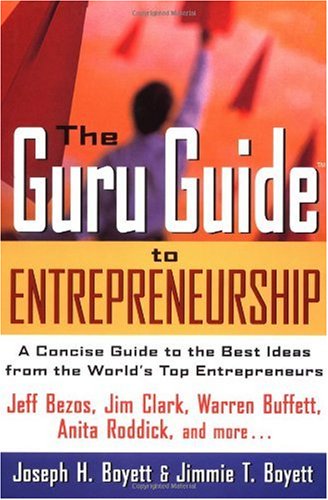 The
Guru Guide™
to
ENTREPRENEURSHIP
A Concise Guide to the Best Ideas
from the World's Top Entrepreneurs
Jeff Bezos, Jim Clark, Warren Buffett,
Anita Roddick, and more...
Joseph H. Boyett & Jimmie T. Boyett